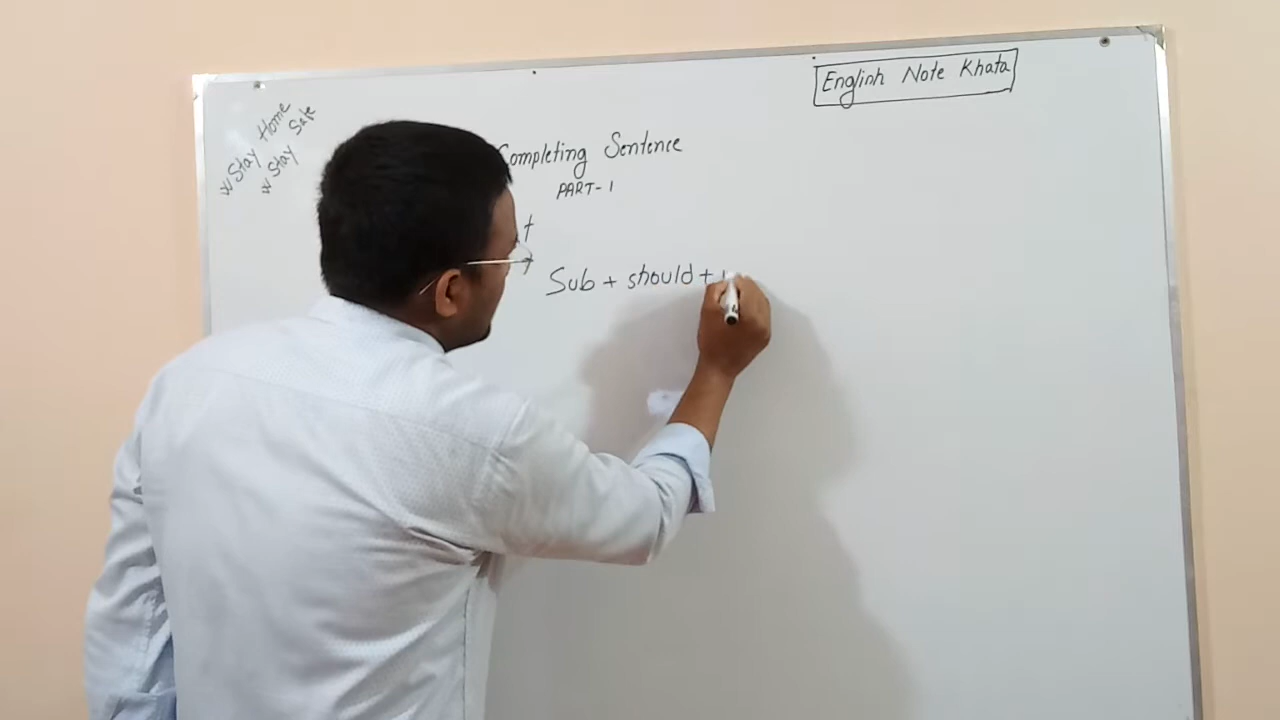 English Note Khata
Stay Home
Stay Safe
Completing Sentence
PART-1
Sub + should +